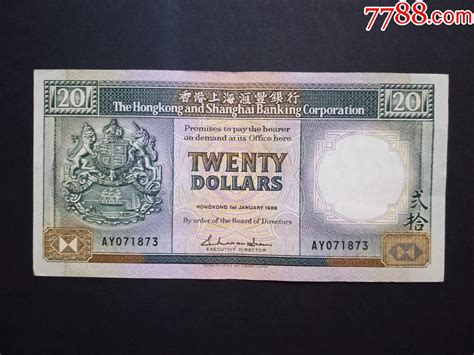 7788.com
20
香港上海滙豐銀行
20
The Hongkong and Shanghai Banking Corporation
Promises to pay the bearer
on demand at its Office here
TWENTY
DOLLARS
HONGKONG 1st JANUARY 1986
By order of the Board of Directors
貳拾
AY071873
AY071873
EXECUTIVE DIRECTOR